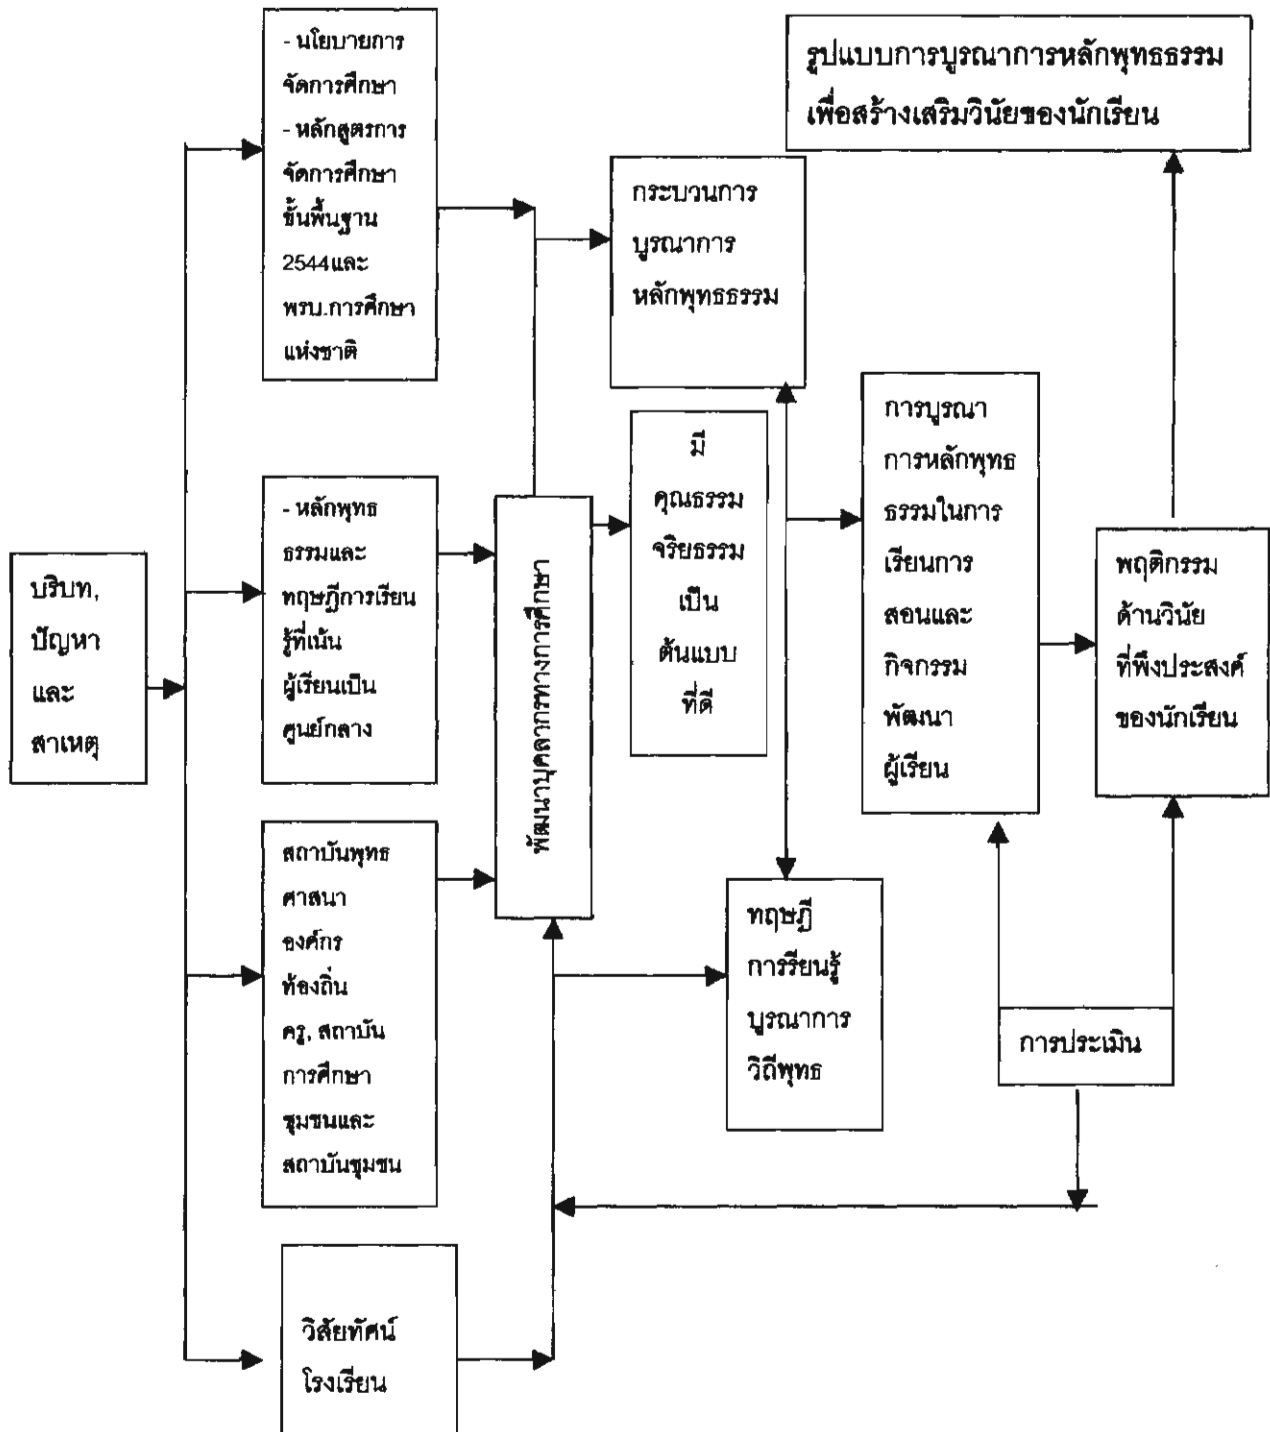 - นโยบายการ
จัดการศึกษา
- หลักสูตรการ
จัดการศึกษา
ขั้นพื้นฐาน
2544และ
พรบ.การศึกษา
แห่งชาติ
รูปแบบการบูรณาการหลักพุทธธรรม
เพื่อสร้างเสริมวินัยของนักเรียน
กระบวนการ
บูรณาการ
หลักพุทธธรรม
บริบท,
ปัญหา
และ
สาเหตุ
- หลักพุทธ
ธรรมและ
ทฤษฎีการเรียน
รู้ที่เน้น
ผู้เรียนเป็น
ศูนย์กลาง
พัฒนาบุคลากรทางการศึกษา
มี
คุณธรรม
จริยธรรม
เป็น
ต้นแบบ
ที่ดี
การบูรณา
การหลักพุทธ
ธรรมในการ
เรียนการ
สอนและ
กิจกรรม
พัฒนา
ผู้เรียน
พฤติกรรม
ด้านวินัย
ที่พึงประสงค์
ของนักเรียน
สถาบันพุทธ
ศาสนา
องค์กร
ท้องถิ่น
ครู, สถาบัน
การศึกษา
ชุมชนและ
สถาบันชุมชน
ทฤษฎี
การรียนรู้
บูรณาการ
วิถีพุทธ
การประเมิน
วิสัยทัศน์
โรงเรียน